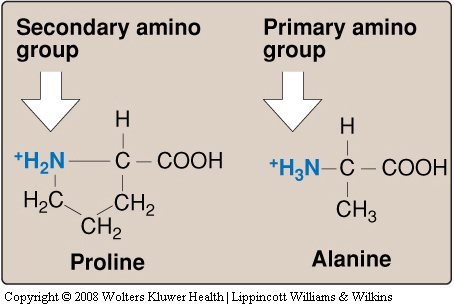 Secondary amino
group
Primary amino
group
H
⁺H₂N — C — COOH
H₂C
CH₂
CH₂
Proline
H
⁺H₃N — C — COOH
CH₃
Alanine
Copyright © 2008 Wolters Kluwer Health | Lippincott Williams & Wilkins